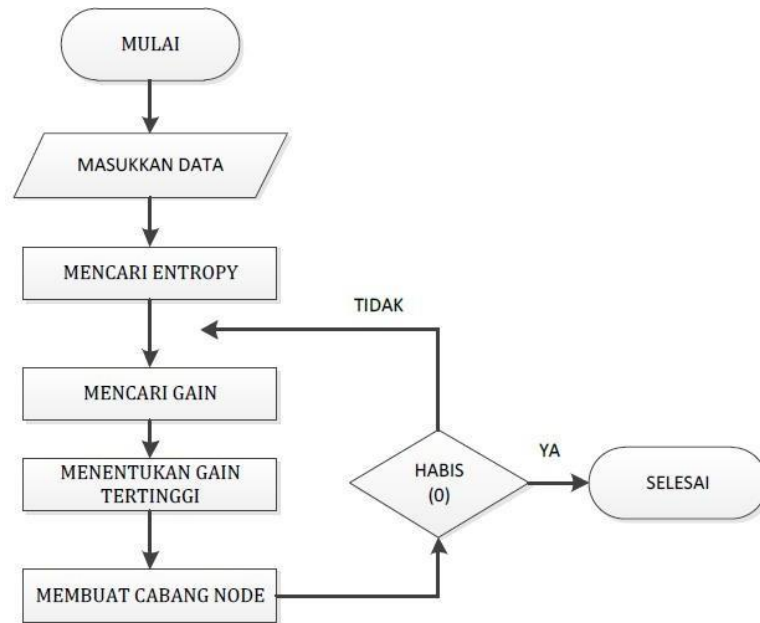 MULAI
MASUKKAN DATA
MENCARI ENTROPY
TIDAK
MENCARI GAIN
MENENTUKAN GAIN
TERTINGGI
HABIS
(0)
YA
SELESAI
MEMBUAT CABANG NODE